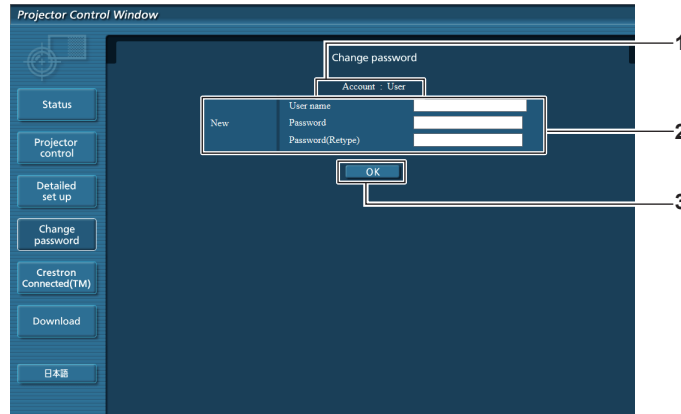 Projector Control Window
Change password
1
Account : User
Status
User name
New
Password
2
Password(Retype)
Projector
control
OK
Detailed
set up
3
Change
password
Crestron
Connected(TM)
Download
日本語